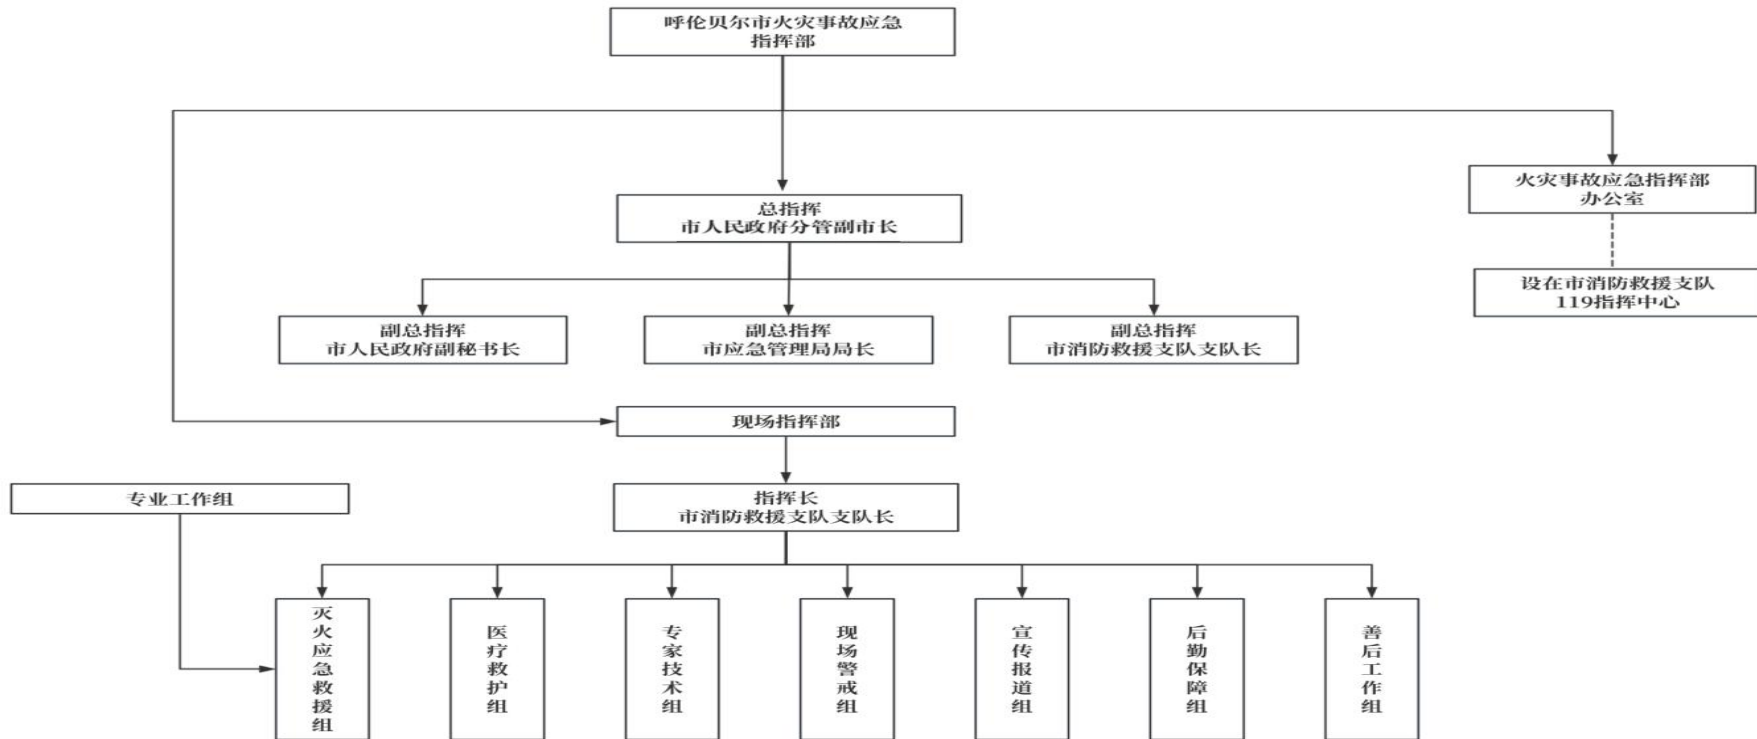 呼伦贝尔市火灾事故应急
指挥部
火灾事故应急指挥部
办公室
总指挥
市人民政府分管副市长
设在市消防救援支队
119指挥中心
副总指挥
市人民政府副秘书长
副总指挥
市应急管理局局长
副总指挥
市消防救援支队支队长
现场指挥部
专业工作组
指挥长
市消防救援支队支队长
灭火应急救援组
医疗救护组
专家技术组
现场警戒组
宣传报道组
后勤保障组
善后工作组